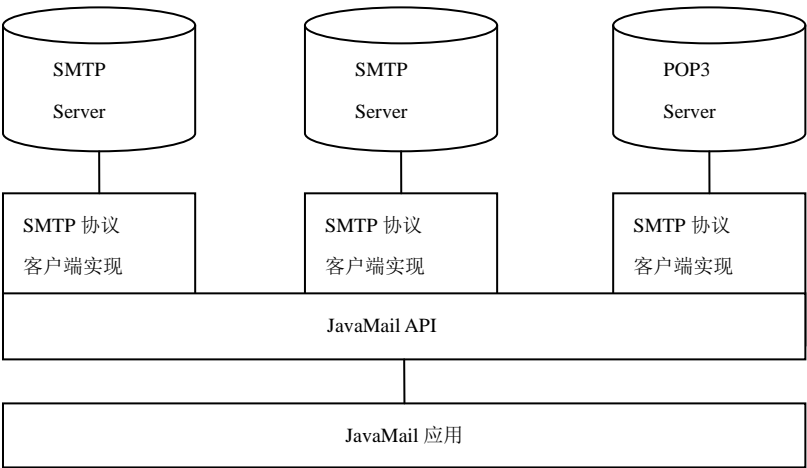 SMTP
Server
SMTP
Server
POP3
Server
SMTP 协议
客户端实现
SMTP 协议
客户端实现
SMTP 协议
客户端实现
JavaMail API
JavaMail 应用